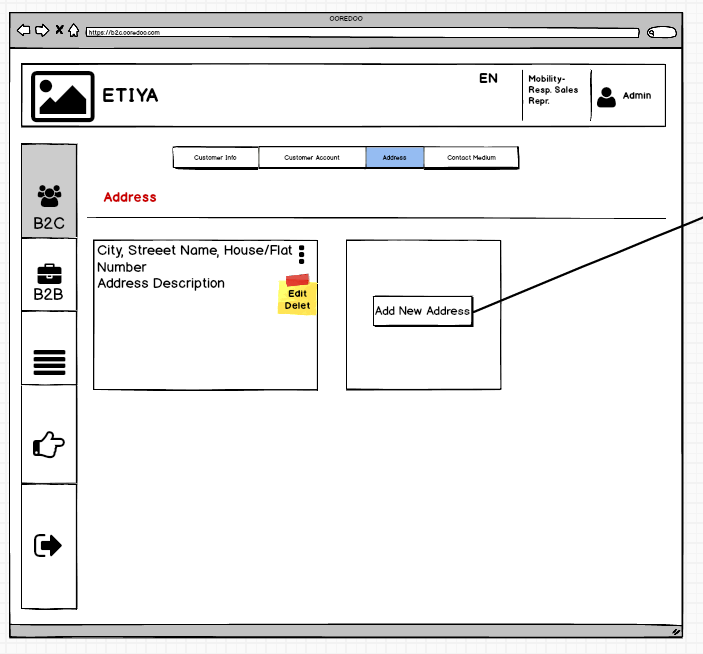 OOREDOO
https://b2c.ooredoo.com
ETIYA
EN
Mobility-
Resp. Sales
Repr.
Admin
Customer Info
Customer Account
Address
Contact Medium
B2C
Address
City, Streeet Name, House/Flat
Number
Address Description
Edit
Delet
Add New Address
B2B